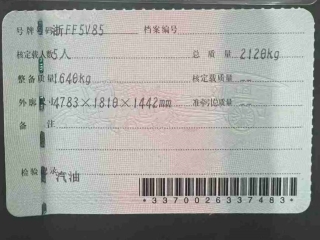 号牌号码 浙FF5V85 档案编号
核定载人数 5人 总质量 2120kg
整备质量 1640kg 核定载质量 --
外廓尺寸 4783×1810×1442mm 准牵引总质量 --
备注
检验记录 汽油
*3370026337483*